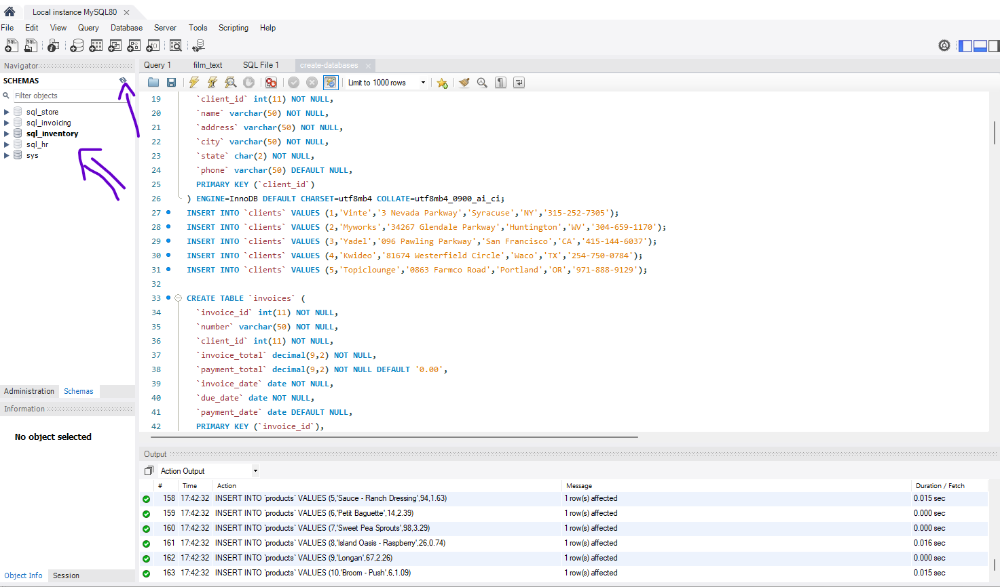 Local instance MySQL80
File Edit View Query Database Server Tools Scripting Help
Navigator
SCHEMAS
Filter objects
sql_store
sql_invoicing
sql_inventory
sql_hr
sys
Administration Schemas
Information
No object selected
Object Info Session
Query 1 film_text SQL File 1 create-databases
Limit to 1000 rows
19 `client_id` int(11) NOT NULL,
20 `name` varchar(50) NOT NULL,
21 `address` varchar(50) NOT NULL,
22 `city` varchar(50) NOT NULL,
23 `state` char(2) NOT NULL,
24 `phone` varchar(50) DEFAULT NULL,
25 PRIMARY KEY (`client_id`)
26 ) ENGINE=InnoDB DEFAULT CHARSET=utf8mb4 COLLATE=utf8mb4_0900_ai_ci;
27 INSERT INTO `clients` VALUES (1,'Vinte','3 Nevada Parkway','Syracuse','NY','315-252-7305');
28 INSERT INTO `clients` VALUES (2,'Myworks','34267 Glendale Parkway','Huntington','WV','304-659-1170');
29 INSERT INTO `clients` VALUES (3,'Yadel','096 Pawling Parkway','San Francisco','CA','415-144-6037');
30 INSERT INTO `clients` VALUES (4,'Kwideo','81674 Westerfield Circle','Waco','TX','254-750-0784');
31 INSERT INTO `clients` VALUES (5,'Topiclounge','0863 Farmco Road','Portland','OR','971-888-9129');
32
33 CREATE TABLE `invoices` (
34 `invoice_id` int(11) NOT NULL,
35 `number` varchar(50) NOT NULL,
36 `client_id` int(11) NOT NULL,
37 `invoice_total` decimal(9,2) NOT NULL,
38 `payment_total` decimal(9,2) NOT NULL DEFAULT '0.00',
39 `invoice_date` date NOT NULL,
40 `due_date` date NOT NULL,
41 `payment_date` date DEFAULT NULL,
42 PRIMARY KEY (`invoice_id`),
Output
Action Output
# Time Action Message Duration / Fetch
158 17:42:32 INSERT INTO `products` VALUES (5,'Sauce - Ranch Dressing',94,1.63) 1 row(s) affected 0.015 sec
159 17:42:32 INSERT INTO `products` VALUES (6,'Petit Baguette',14,2.39) 1 row(s) affected 0.000 sec
160 17:42:32 INSERT INTO `products` VALUES (7,'Sweet Pea Sprouts',98,3.29) 1 row(s) affected 0.000 sec
161 17:42:32 INSERT INTO `products` VALUES (8,'Island Oasis - Raspberry',26,0.74) 1 row(s) affected 0.016 sec
162 17:42:32 INSERT INTO `products` VALUES (9,'Longan',67,2.26) 1 row(s) affected 0.000 sec
163 17:42:32 INSERT INTO `products` VALUES (10,'Broom - Push',6,1.09) 1 row(s) affected 0.015 sec